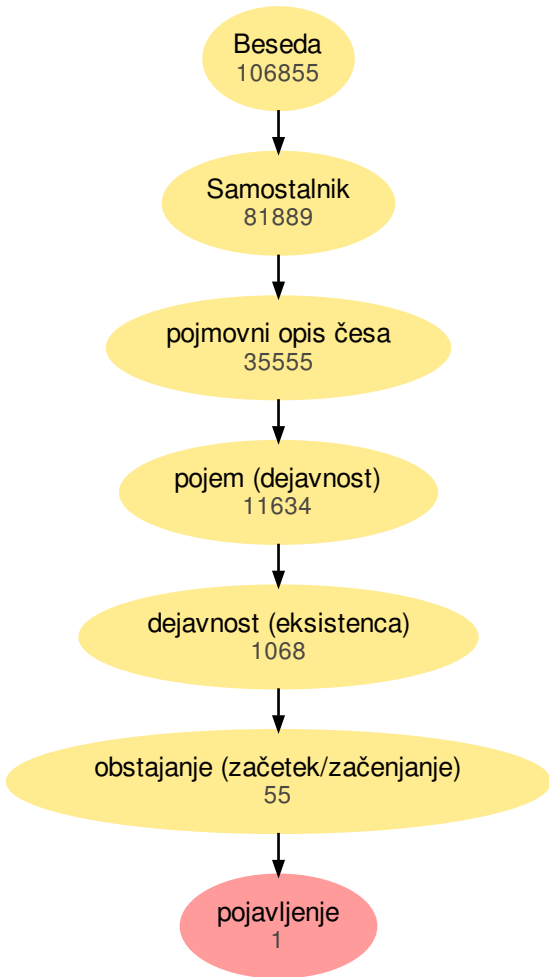 Beseda
106855
Samostalnik
81889
pojmovni opis česa
35555
pojem (dejavnost)
11634
dejavnost (eksistenca)
1068
obstajanje (začetek/začenjanje)
55
pojavljenje
1